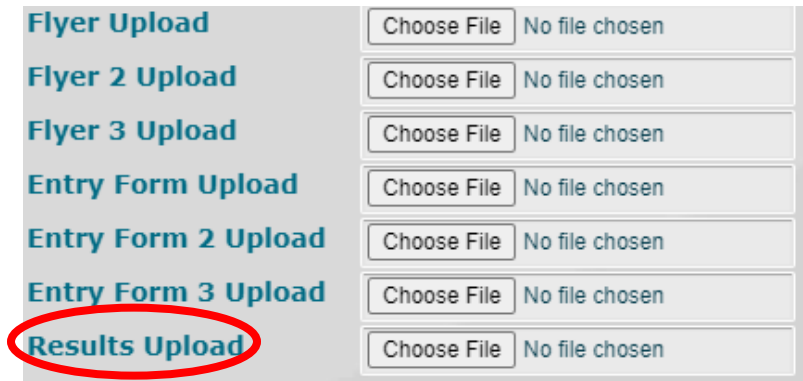 Flyer Upload Choose File No file chosen
Flyer 2 Upload Choose File No file chosen
Flyer 3 Upload Choose File No file chosen
Entry Form Upload Choose File No file chosen
Entry Form 2 Upload Choose File No file chosen
Entry Form 3 Upload Choose File No file chosen
Results Upload Choose File No file chosen